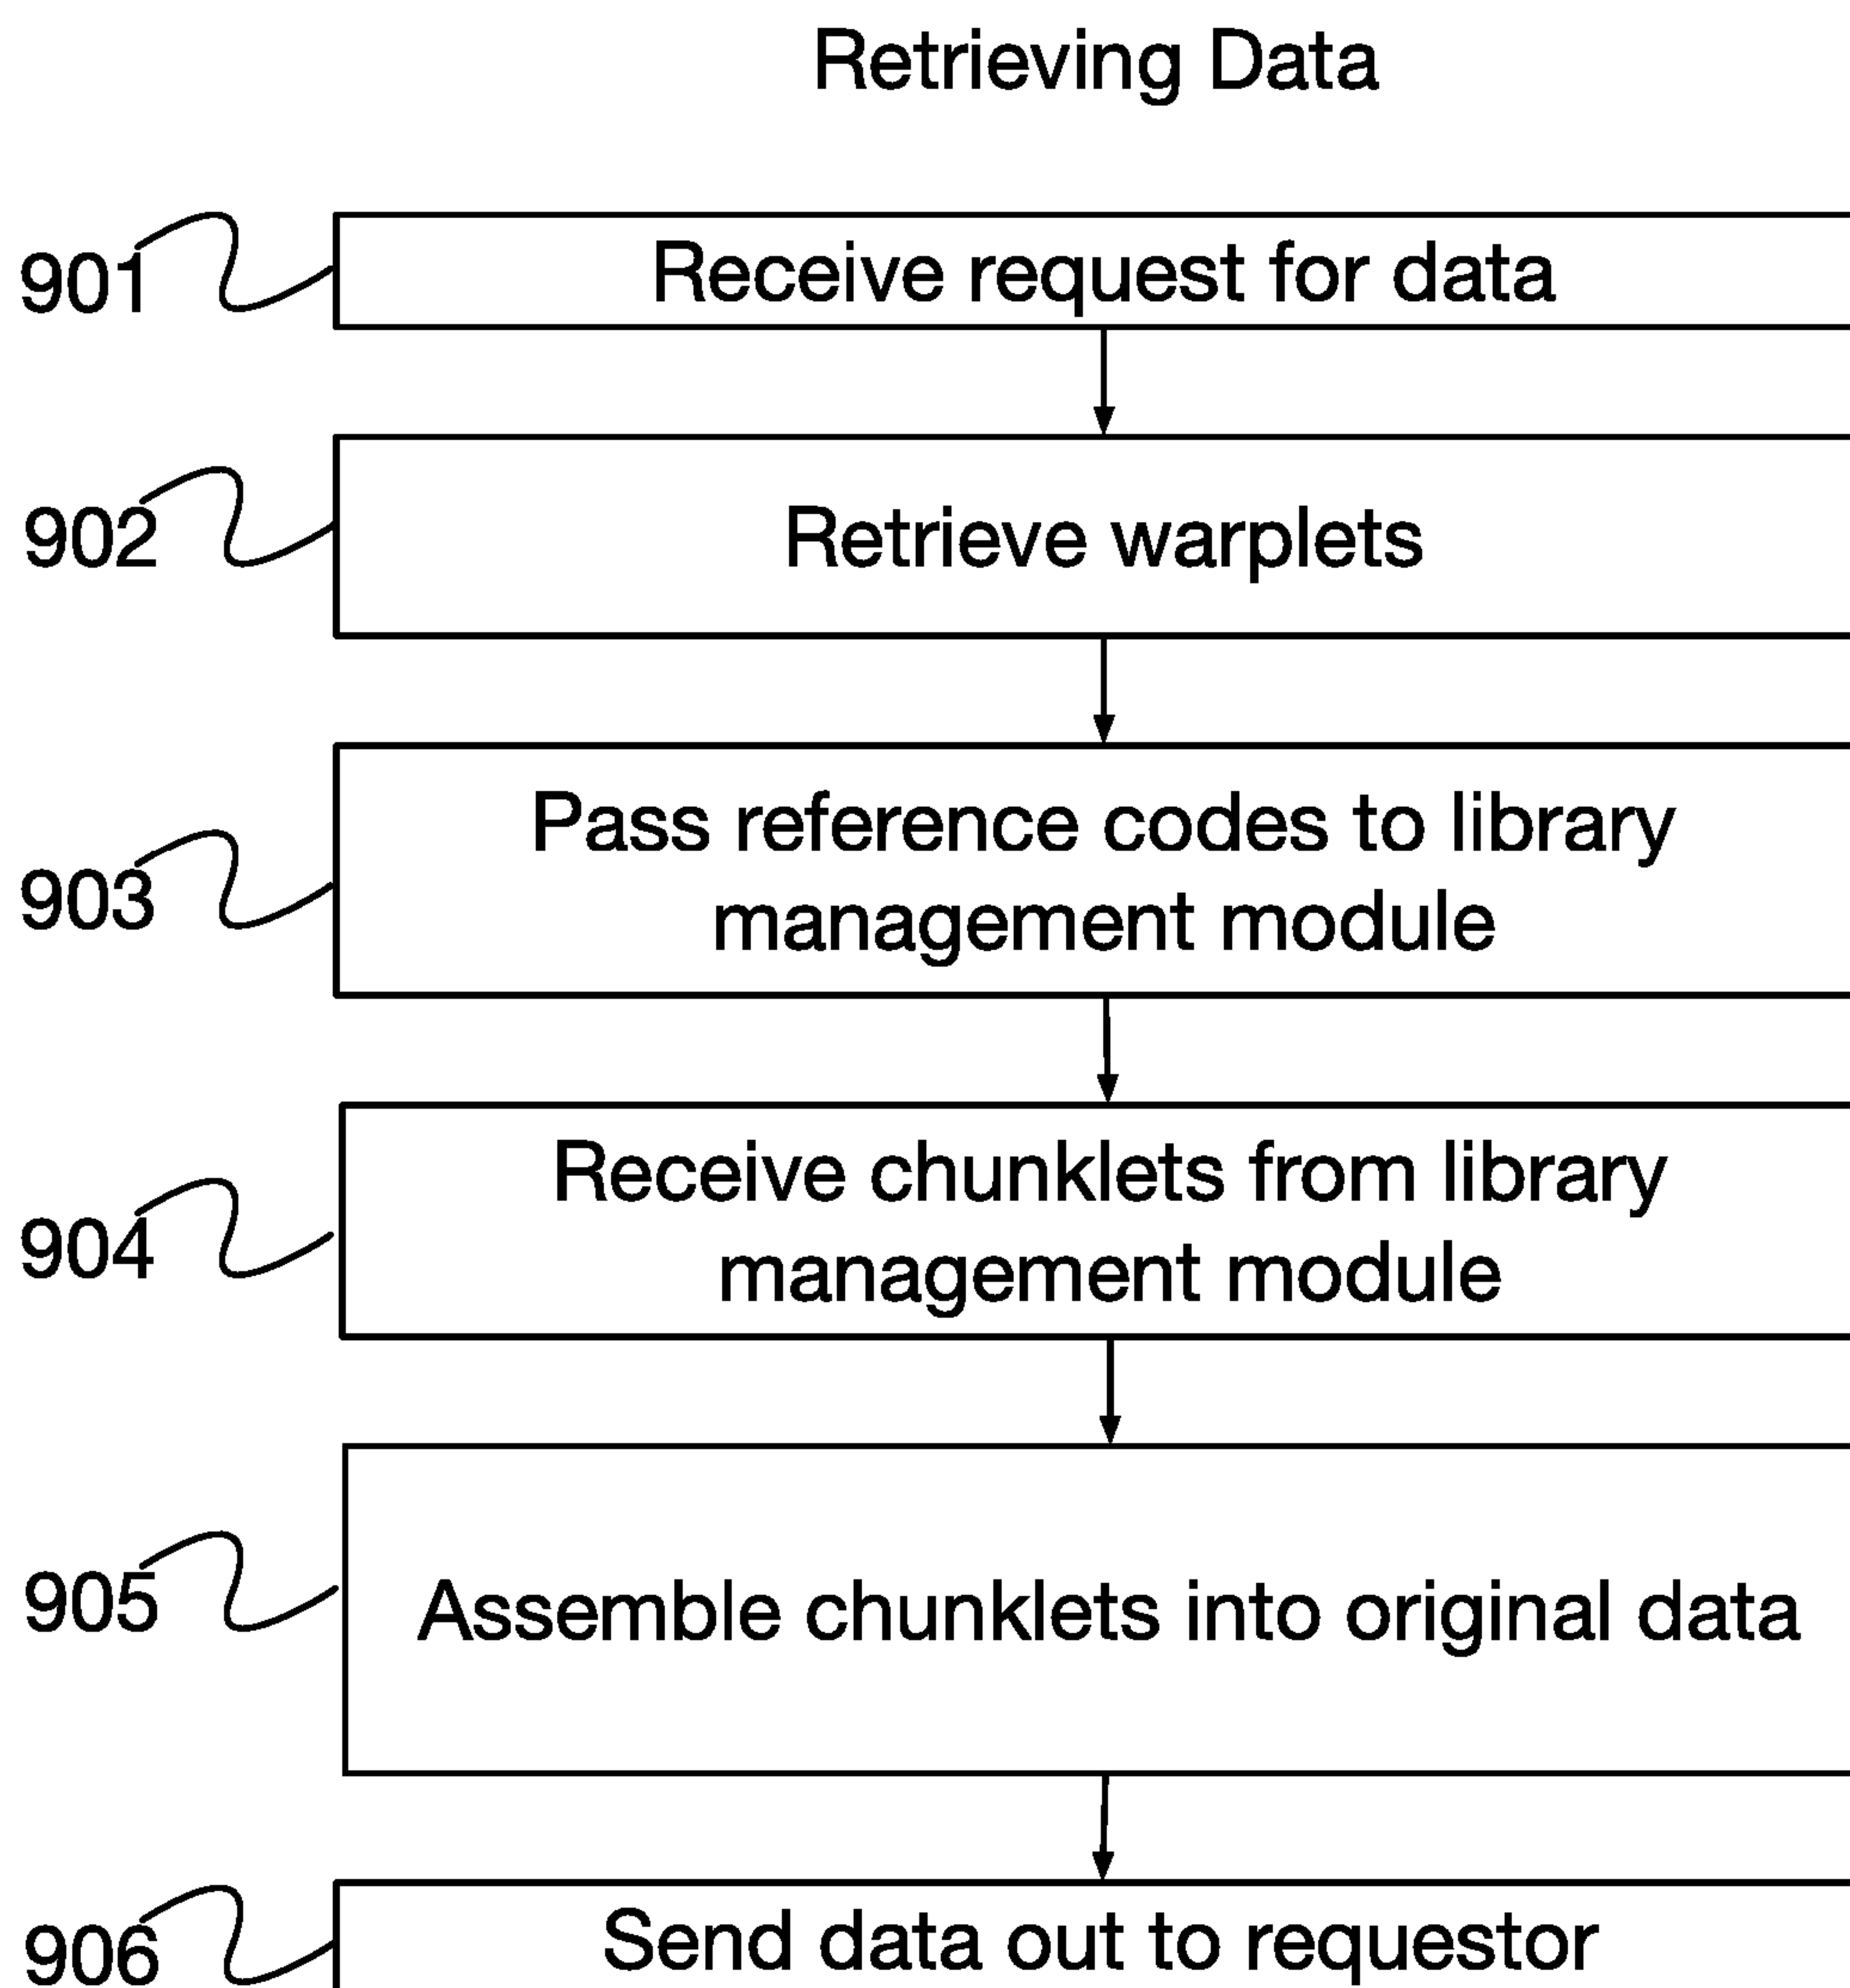 Retrieving Data
901
Receive request for data
902
Retrieve warplets
903
Pass reference codes to library
management module
904
Receive chunklets from library
management module
905
Assemble chunklets into original data
906
Send data out to requestor